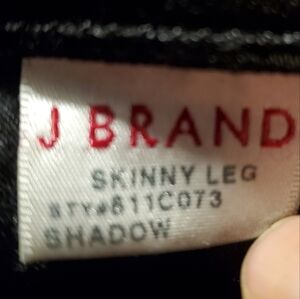 J BRAND
SKINNY LEG
STY#811C073
SHADOW